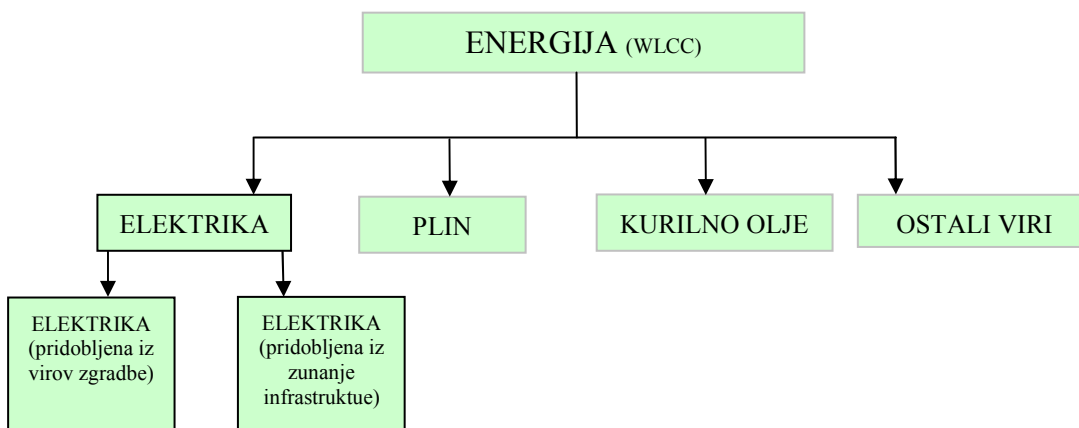 ENERGIJA (WLCC)
ELEKTRIKA
PLIN
KURILNO OLJE
OSTALI VIRI
ELEKTRIKA
(pridobljena iz
virov zgradbe)
ELEKTRIKA
(pridobljena iz
zunanje
infrastruktue)